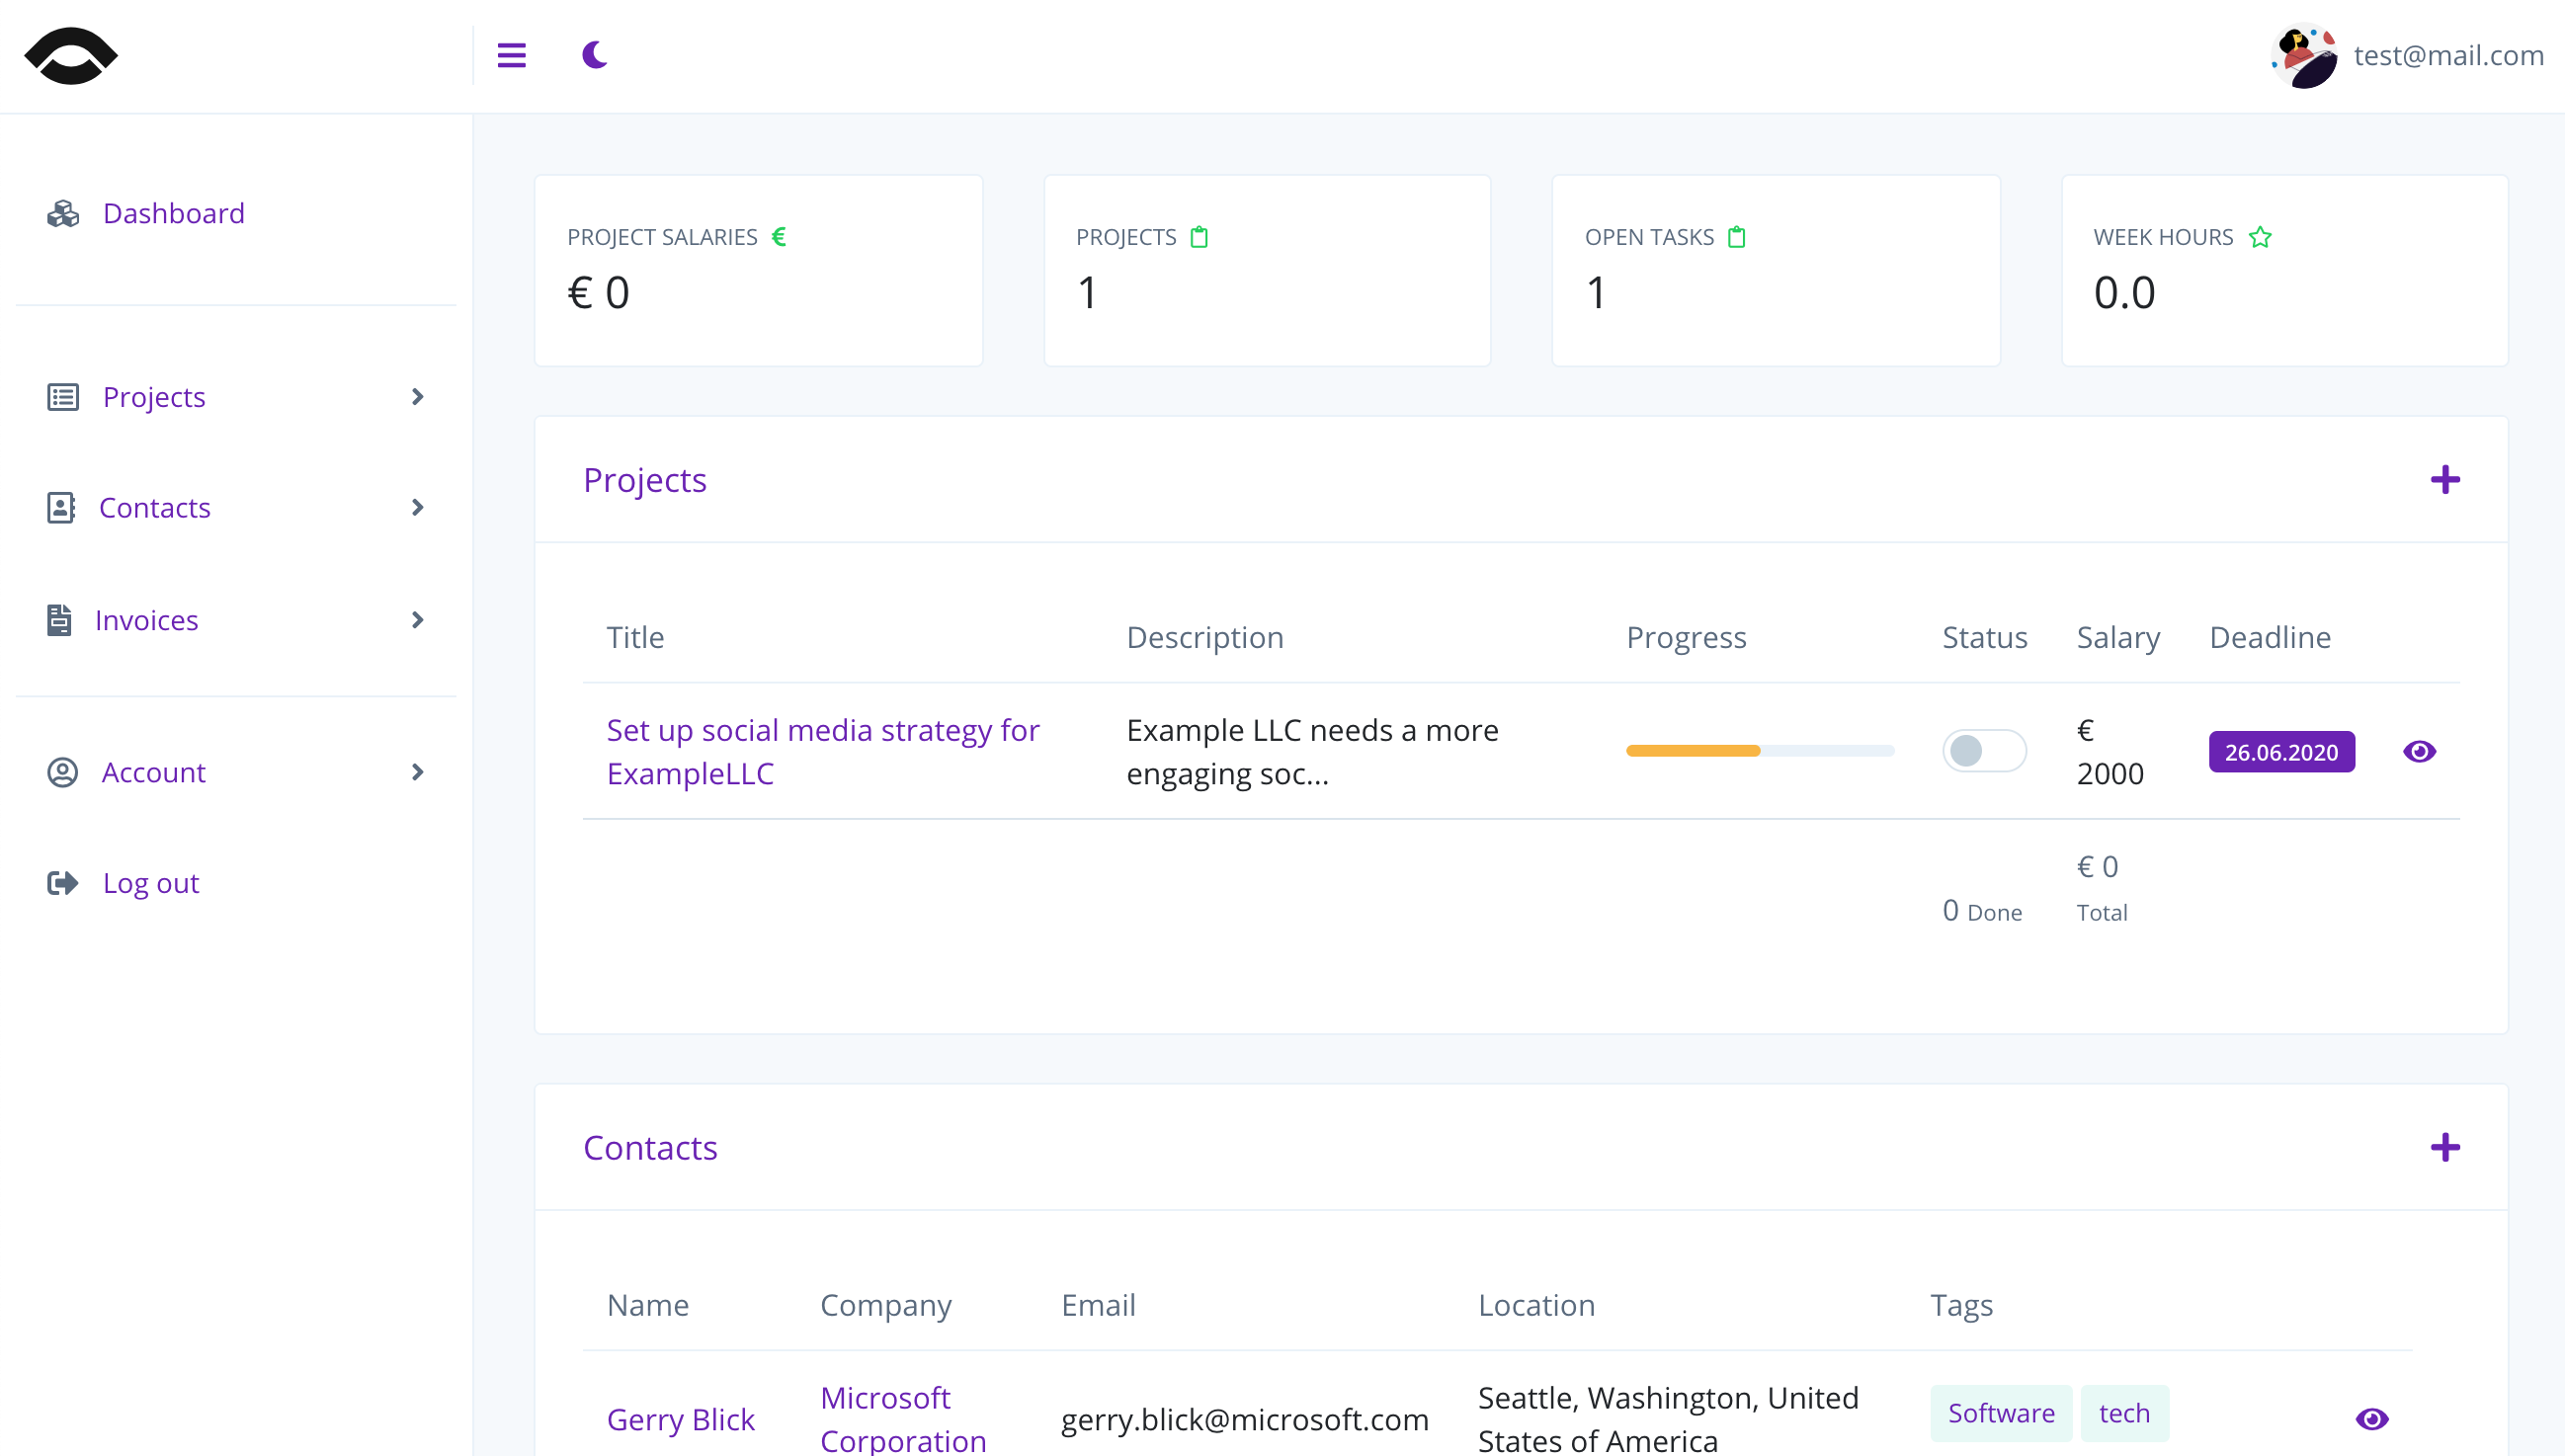 test@mail.com
Dashboard
Projects
Contacts
Invoices
Account
Log out
PROJECT SALARIES €
€ 0
PROJECTS
1
OPEN TASKS
1
WEEK HOURS
0.0
Projects
Title Description Progress Status Salary Deadline
Set up social media strategy for
ExampleLLC
Example LLC needs a more
engaging soc...
€
2000
26.06.2020
0 Done
€ 0
Total
Contacts
Name Company Email Location Tags
Gerry Blick
Microsoft
Corporation
gerry.blick@microsoft.com
Seattle, Washington, United
States of America
Software tech